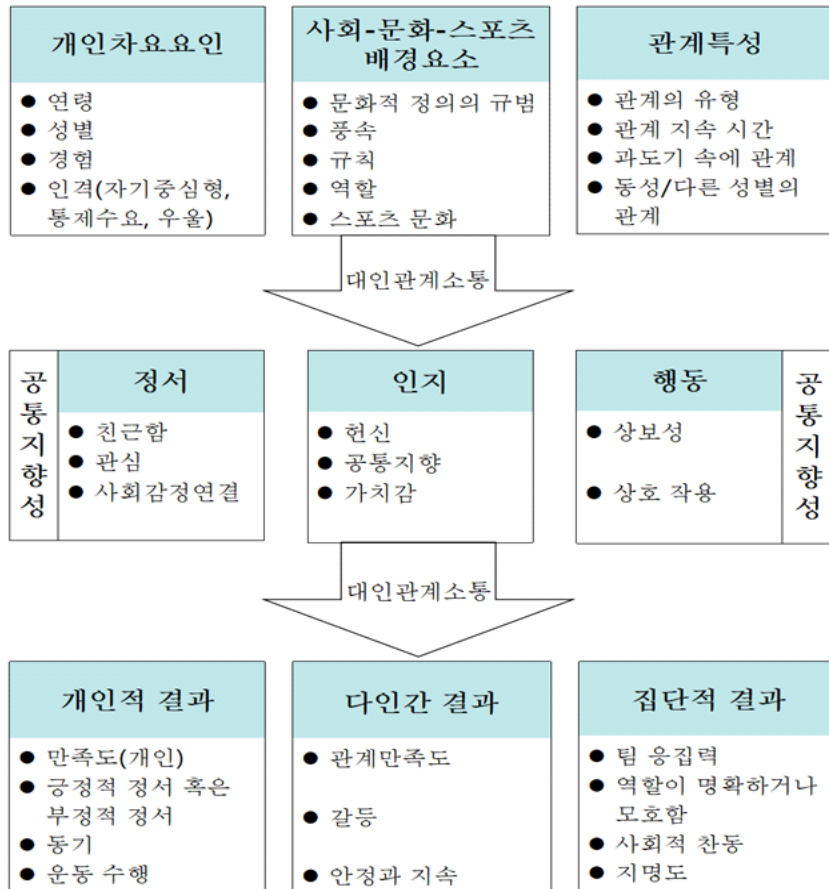 개인차요요인
● 연령
● 성별
● 경험
● 인격(자기중심형,
통제수요, 우울)
사회-문화-스포츠
배경요소
● 문화적 정의의 규범
● 풍속
● 규칙
● 역할
● 스포츠 문화
관계특성
● 관계의 유형
● 관계 지속 시간
● 과도기 속에 관계
● 동성/다른 성별의
관계
대인관계소통
공통지향성
정서
● 친근함
● 관심
● 사회감정연결
인지
● 헌신
● 공통지향
● 가치감
행동
● 상보성
● 상호 작용
공통지향성
대인관계소통
개인적 결과
● 만족도(개인)
● 긍정적 정서 혹은
부정적 정서
● 동기
● 운동 수행
다인간 결과
● 관계만족도
● 갈등
● 안정과 지속
집단적 결과
● 팀 응집력
● 역할이 명확하거나
모호함
● 사회적 찬동
● 지명도